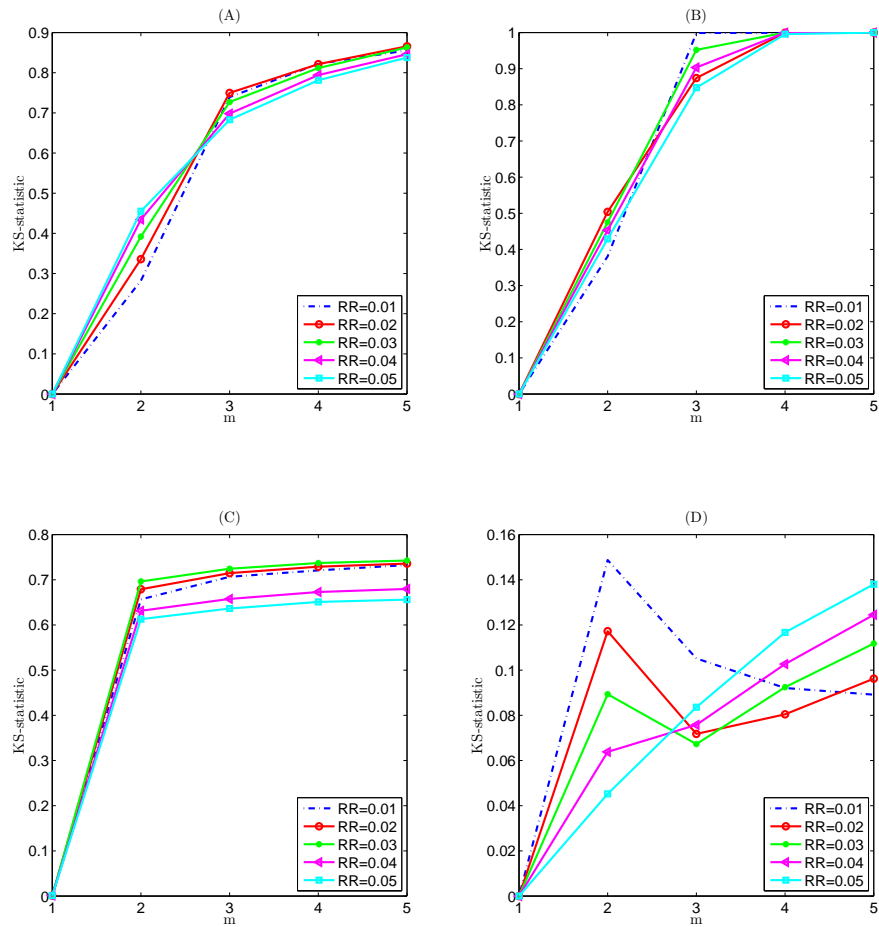 (A)
KS-statistic
0.9
0.8
0.7
0.6
0.5
0.4
0.3
0.2
0.1
0
1 2 3 4 5
m
RR=0.01
RR=0.02
RR=0.03
RR=0.04
RR=0.05
(B)
KS-statistic
1
0.9
0.8
0.7
0.6
0.5
0.4
0.3
0.2
0.1
0
1 2 3 4 5
m
RR=0.01
RR=0.02
RR=0.03
RR=0.04
RR=0.05
(C)
KS-statistic
0.8
0.7
0.6
0.5
0.4
0.3
0.2
0.1
0
1 2 3 4 5
m
RR=0.01
RR=0.02
RR=0.03
RR=0.04
RR=0.05
(D)
KS-statistic
0.16
0.14
0.12
0.1
0.08
0.06
0.04
0.02
0
1 2 3 4 5
m
RR=0.01
RR=0.02
RR=0.03
RR=0.04
RR=0.05